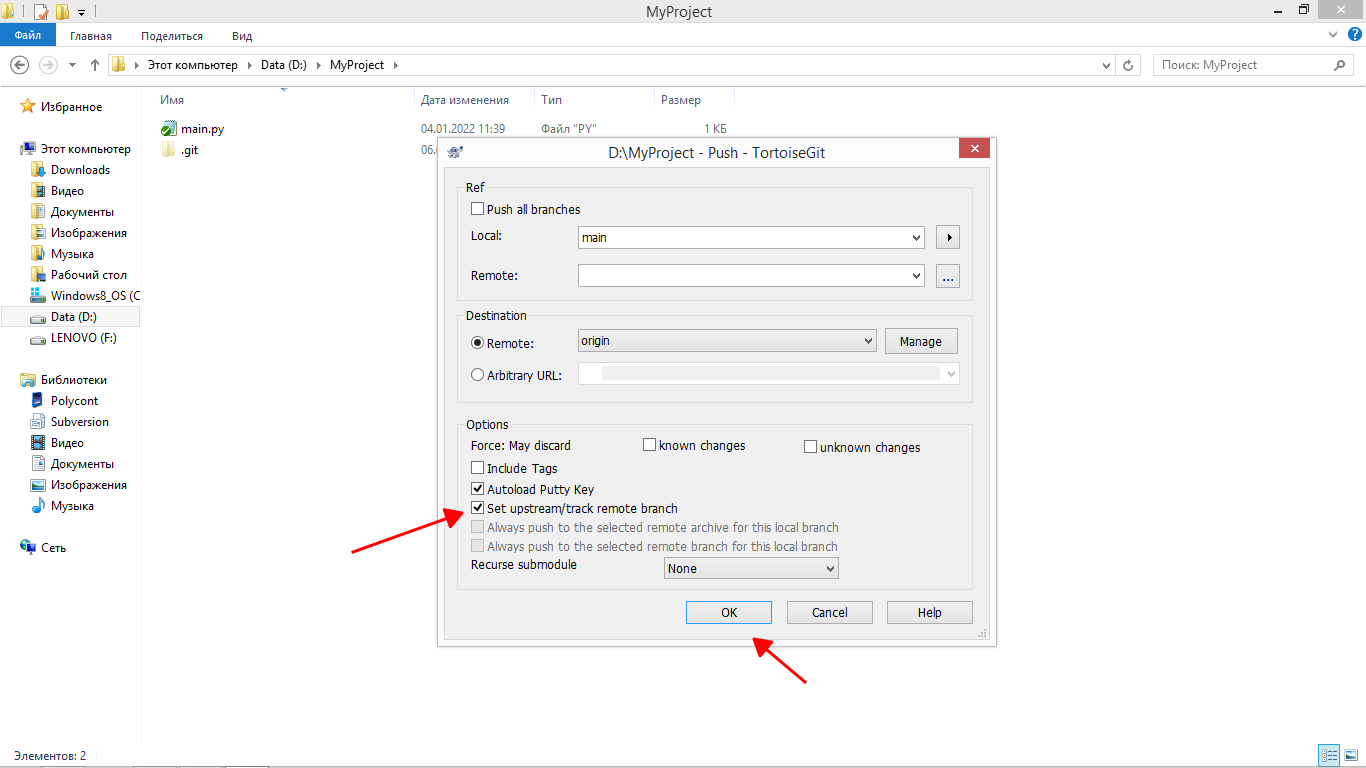 MyProject
Файл Главная Поделиться Вид
Этот компьютер Data (D:) MyProject Поиск: MyProject
Избранное
Этот компьютер
Downloads
Видео
Документы
Изображения
Музыка
Рабочий стол
Windows8_OS (C
Data (D:)
LENOVO (F:)
Библиотеки
Polycont
Subversion
Видео
Документы
Изображения
Музыка
Сеть
Имя Дата изменения Тип Размер
main.py 04.01.2022 11:39 Файл "PY" 1 КБ
.git 06.
D:\MyProject - Push - TortoiseGit
Ref
Push all branches
Local: main
Remote: ...
Destination
Remote: origin Manage
Arbitrary URL:
Options
Force: May discard known changes unknown changes
Include Tags
Autoload Putty Key
Set upstream/track remote branch
Always push to the selected remote archive for this local branch
Always push to the selected remote branch for this local branch
Recurse submodule None
OK Cancel Help
Элементов: 2